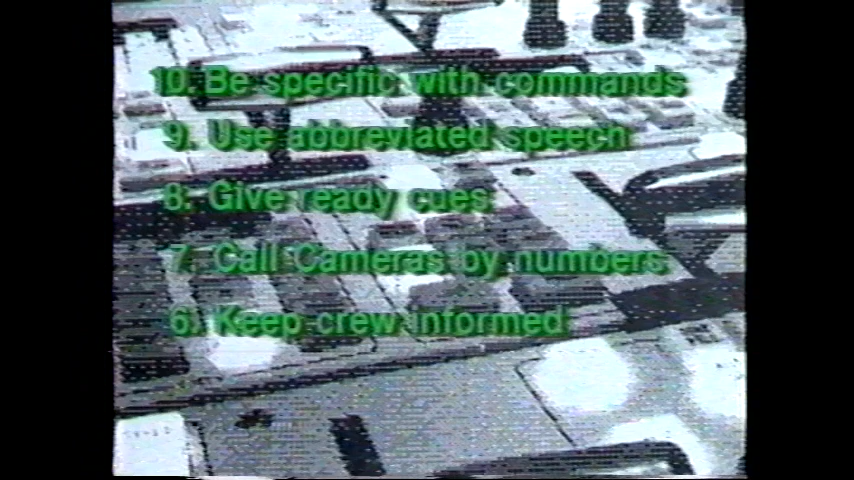 10. Be specific with commands
9. Use abbreviated speech
8. Give ready cues
7. Call Cameras by numbers
6. Keep crew informed